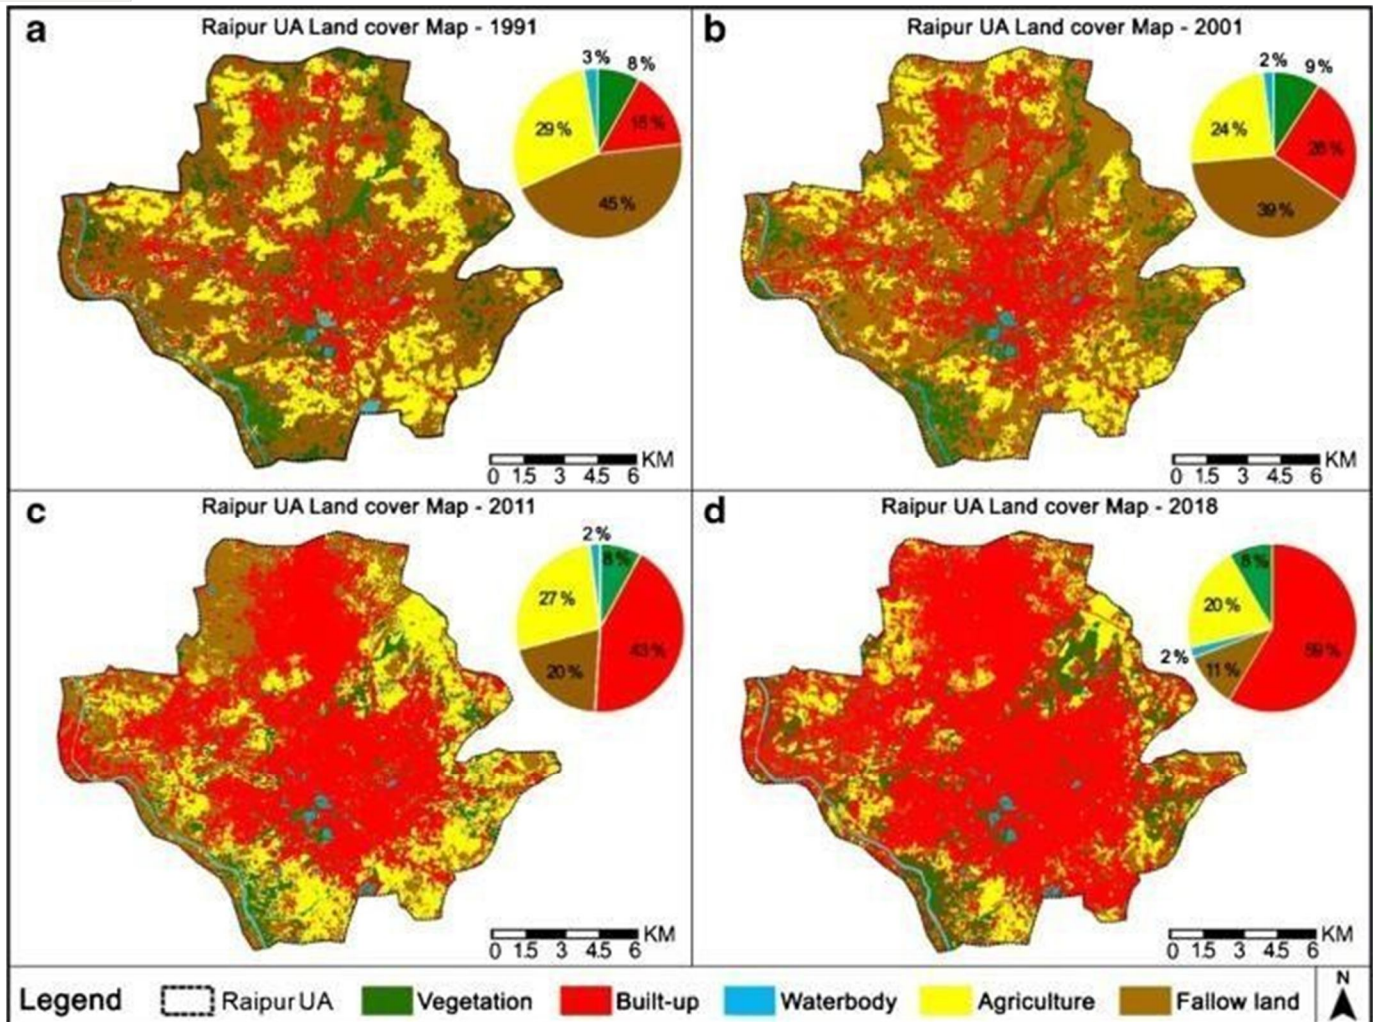 a
Raipur UA Land cover Map - 1991
3 %
8 %
29 %
15 %
45 %
KM
0 1.5 3 4.5 6
b
Raipur UA Land cover Map - 2001
2 %
9 %
24 %
26 %
39 %
KM
0 1.5 3 4.5 6
c
Raipur UA Land cover Map - 2011
2 %
8 %
27 %
43 %
20 %
KM
0 1.5 3 4.5 6
d
Raipur UA Land cover Map - 2018
8 %
20 %
59 %
2 %
11 %
KM
0 1.5 3 4.5 6
Legend
Raipur UA
Vegetation
Built-up
Waterbody
Agriculture
Fallow land
N